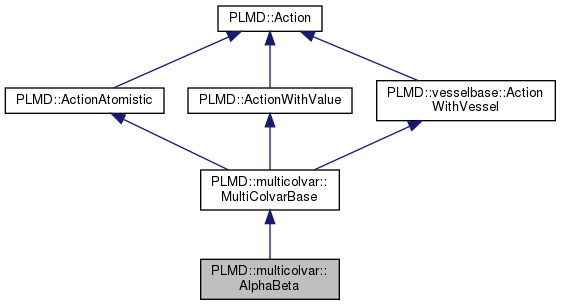 PLMD::Action
PLMD::ActionAtomistic
PLMD::ActionWithValue
PLMD::vesselbase::Action
WithVessel
PLMD::multicolvar::
MultiColvarBase
PLMD::multicolvar::
AlphaBeta